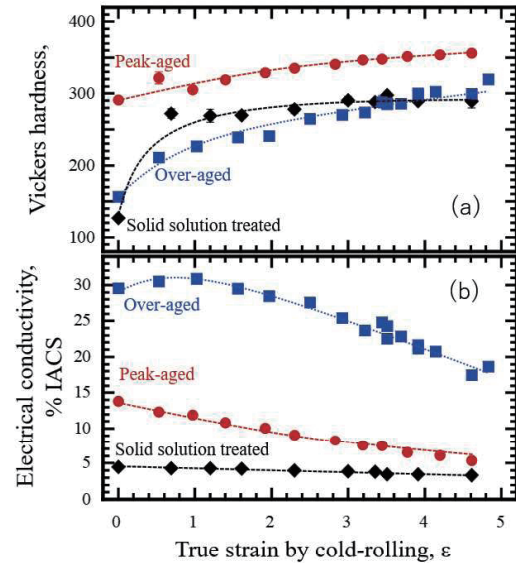 400
Peak-aged
300
Vickers hardness,
200
Over-aged
(a)
Solid solution treated
100
30
(b)
25
Over-aged
20
Electrical conductivity,
% IACS
Peak-aged
15
10
Solid solution treated
5
0
0 1 2 3 4 5
True strain by cold-rolling, ε